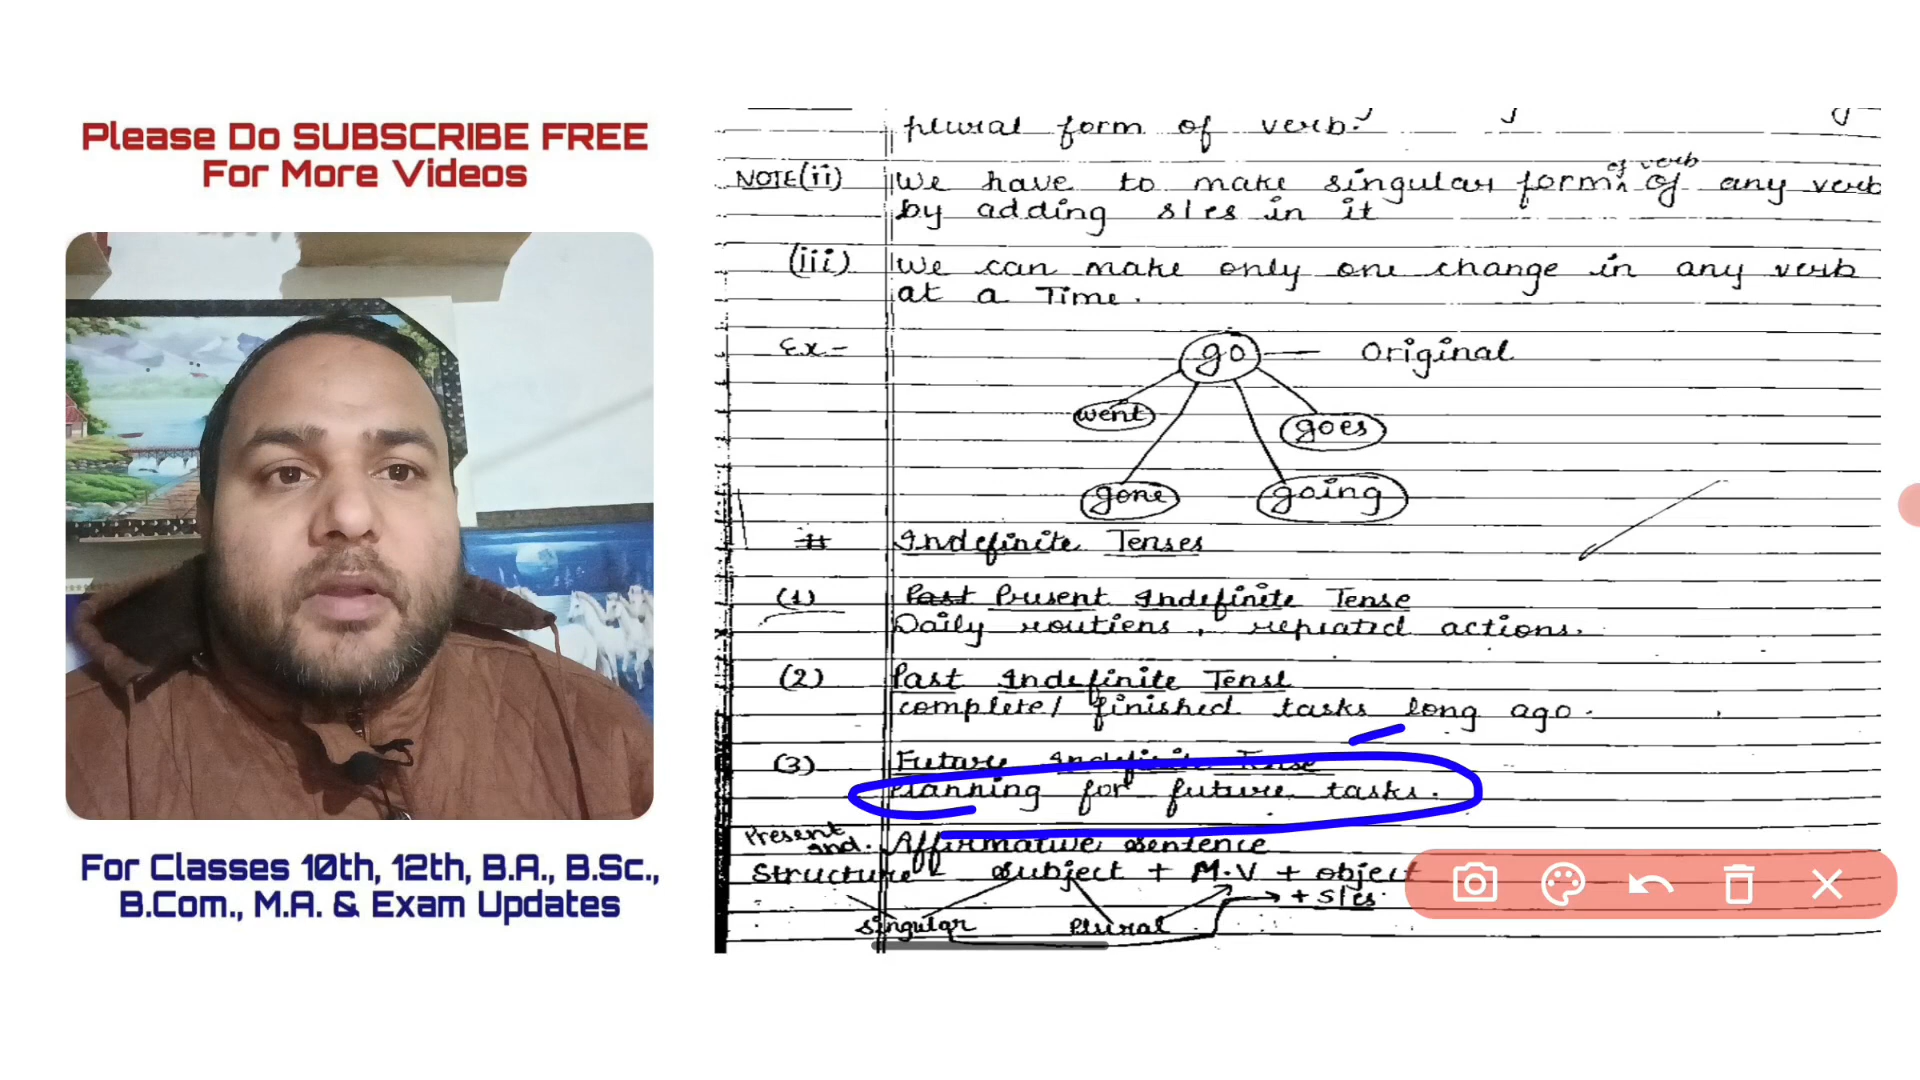 Please Do SUBSCRIBE FREE
For More Videos
For Classes 10th, 12th, B.A., B.Sc.,
B.Com., M.A. & Exam Updates
plural form of verb.
NOTE(ii) We have to make singular form of verb of any verb
by adding s/es in it
(iii) We can make only one change in any verb
at a Time.
Ex- go — Original
went goes
gone going
# Indefinite Tenses
(1) Past Present Indefinite Tense
Daily routiens, repeated actions.
(2) Past Indefinite Tense
complete/ finished tasks long ago.
(3) Future Indefinite Tense
Planning for future tasks.
Present Ind. Affirmative Sentence
Structure - Subject + M.V + object
+ s/es
singular Plural